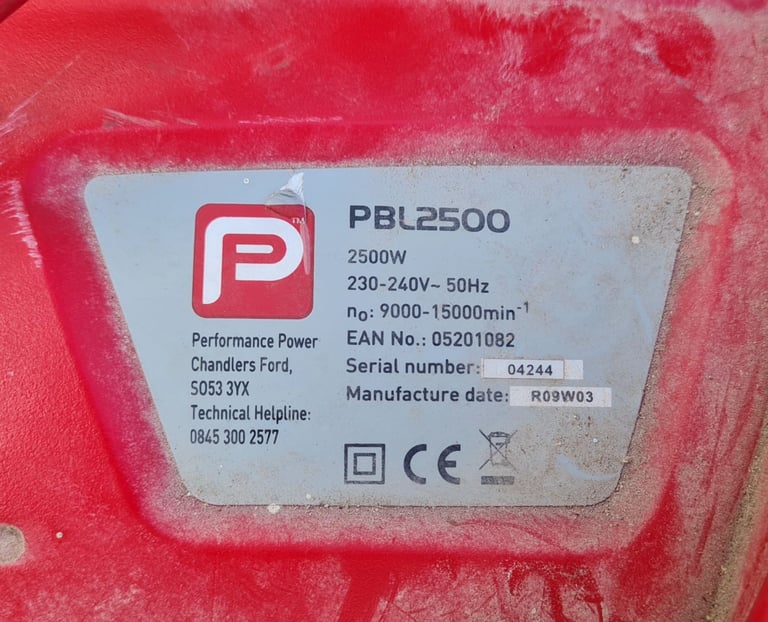 P
TM
PBL2500
2500W
230-240V~ 50Hz
n₀: 9000-15000min⁻¹
EAN No.: 05201082
Serial number: 04244
Manufacture date: R09W03
Performance Power
Chandlers Ford,
SO53 3YX
Technical Helpline:
0845 300 2577
CE